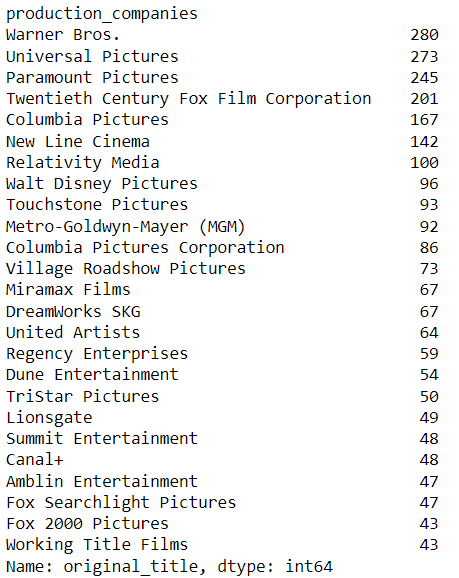 production_companies
Warner Bros. 280
Universal Pictures 273
Paramount Pictures 245
Twentieth Century Fox Film Corporation 201
Columbia Pictures 167
New Line Cinema 142
Relativity Media 100
Walt Disney Pictures 96
Touchstone Pictures 93
Metro-Goldwyn-Mayer (MGM) 92
Columbia Pictures Corporation 86
Village Roadshow Pictures 73
Miramax Films 67
DreamWorks SKG 67
United Artists 64
Regency Enterprises 59
Dune Entertainment 54
TriStar Pictures 50
Lionsgate 49
Summit Entertainment 48
Canal+ 48
Amblin Entertainment 47
Fox Searchlight Pictures 47
Fox 2000 Pictures 43
Working Title Films 43
Name: original_title, dtype: int64